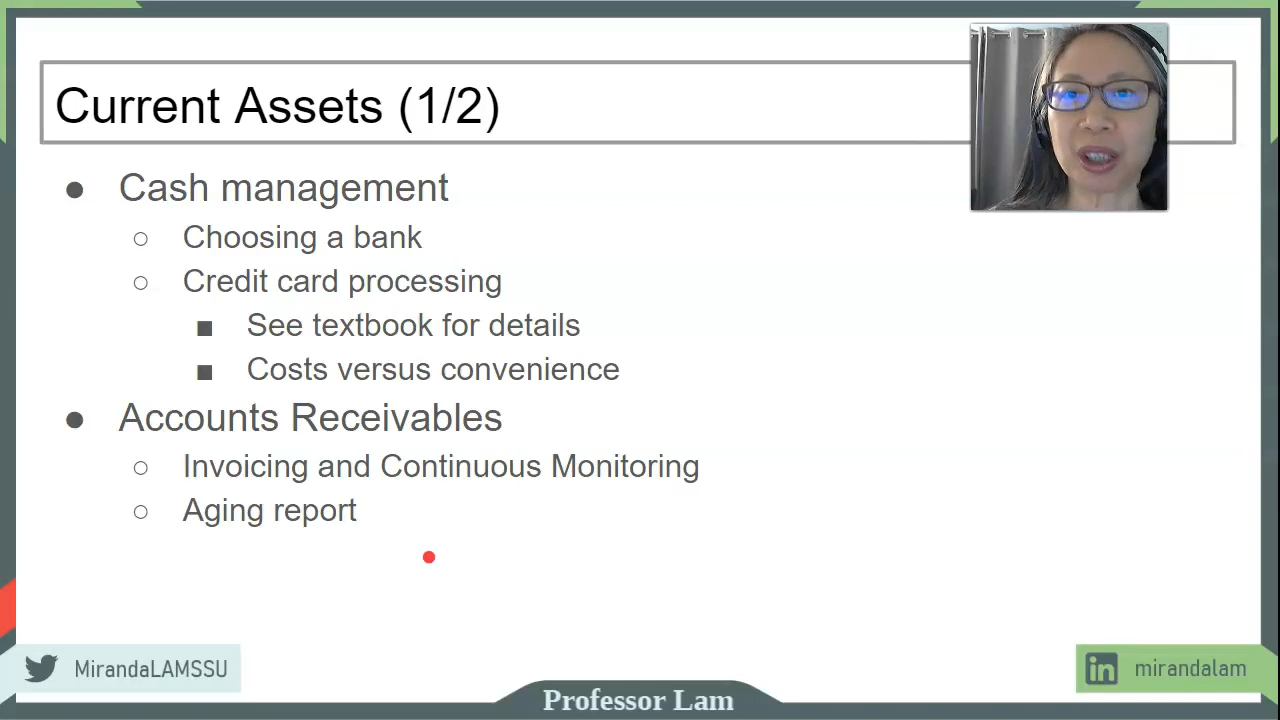 Current Assets (1/2)
● Cash management
○ Choosing a bank
○ Credit card processing
■ See textbook for details
■ Costs versus convenience
● Accounts Receivables
○ Invoicing and Continuous Monitoring
○ Aging report
MirandaLAMSSU
Professor Lam
in mirandalam